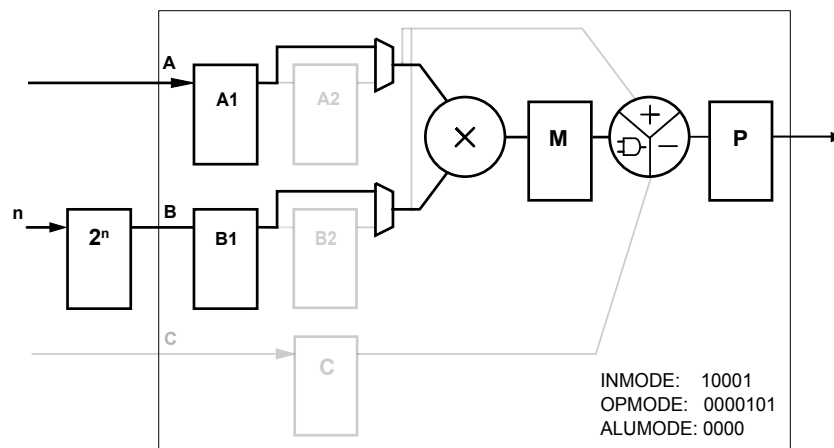 A
A1
A2
×
M
+
−
P
n
2ⁿ
B
B1
B2
C
C
INMODE: 10001
OPMODE: 0000101
ALUMODE: 0000